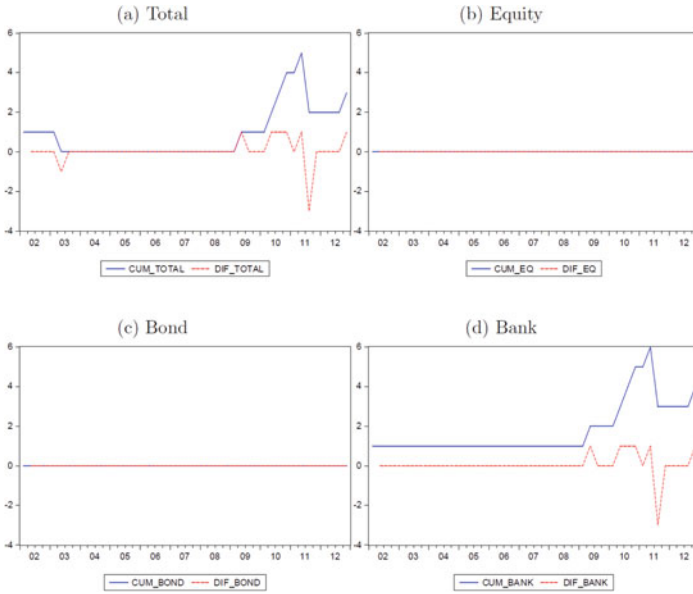 (a) Total
(b) Equity
6
4
2
0
-2
-4
02 03 04 05 06 07 08 09 10 11 12
CUM_TOTAL DIF_TOTAL
6
4
2
0
-2
-4
02 03 04 05 06 07 08 09 10 11 12
CUM_EQ DIF_EQ
(c) Bond
(d) Bank
6
4
2
0
-2
-4
02 03 04 05 06 07 08 09 10 11 12
CUM_BOND DIF_BOND
6
4
2
0
-2
-4
02 03 04 05 06 07 08 09 10 11 12
CUM_BANK DIF_BANK